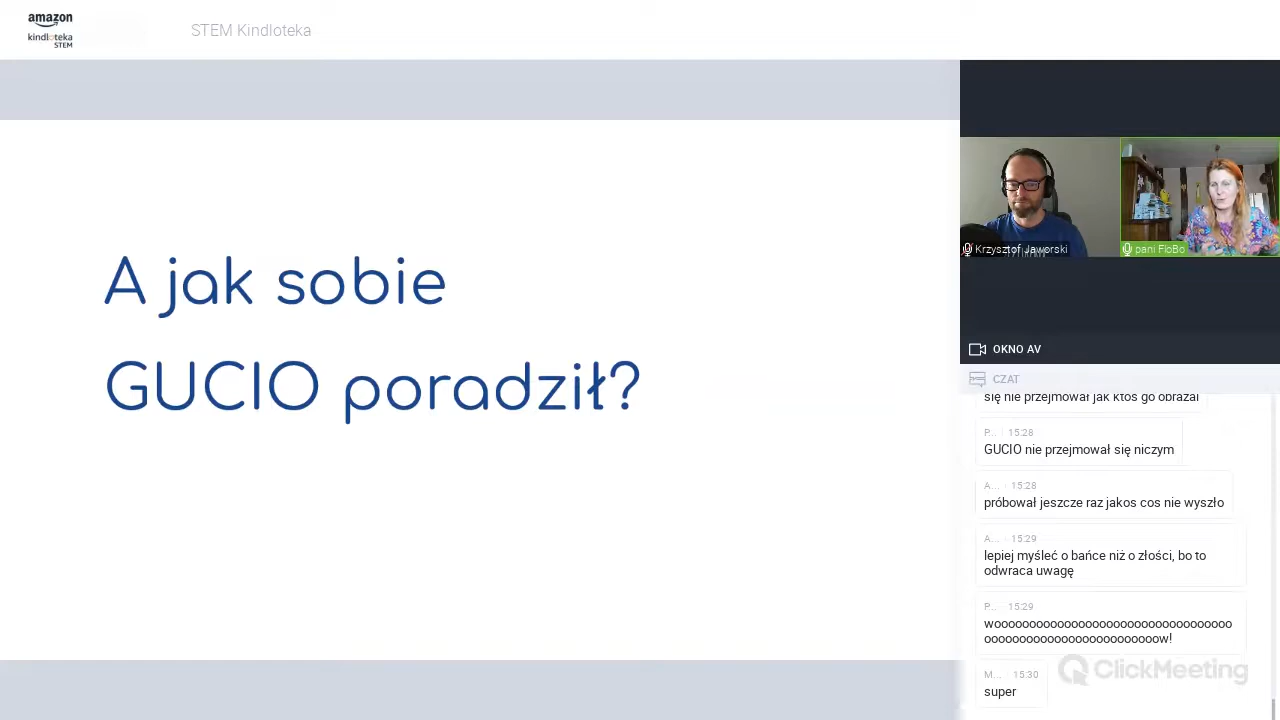 amazon
kindloteka
STEM
STEM Kindloteka
A jak sobie
GUCIO poradził?
Krzysztof Jaworski
pani FloBo
OKNO AV
CZAT
się nie przejmował jak ktoś go obrażał
P... 15:28
GUCIO nie przejmował się niczym
A... 15:28
próbował jeszcze raz jakos cos nie wyszło
A... 15:29
lepiej myśleć o bańce niż o złości, bo to
odwraca uwagę
P... 15:29
wooooooooooooooooooooooooooooooooooo
ooooooooooooooooooooooooow!
M... 15:30
super
ClickMeeting